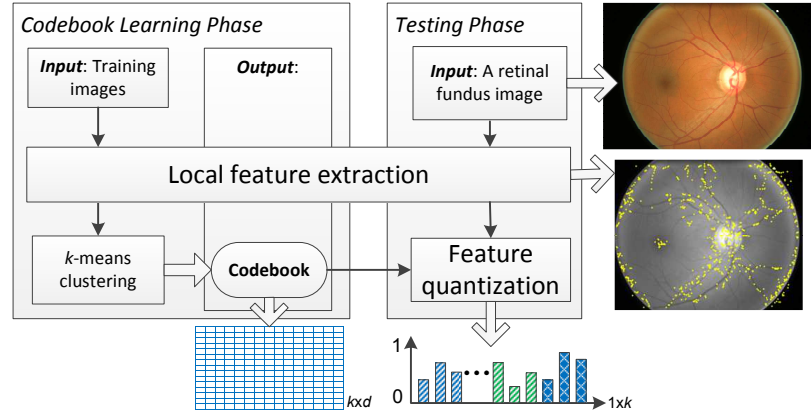 Codebook Learning Phase
Testing Phase
Input: Training
images
Output:
Input: A retinal
fundus image
Local feature extraction
k-means
clustering
Codebook
Feature
quantization
kxd
1
0
1xk